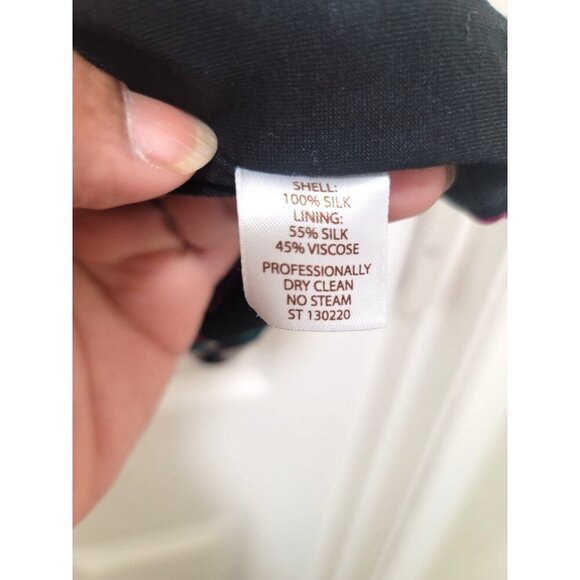 SHELL:
100% SILK
LINING:
55% SILK
45% VISCOSE
PROFESSIONALLY
DRY CLEAN
NO STEAM
ST 130220